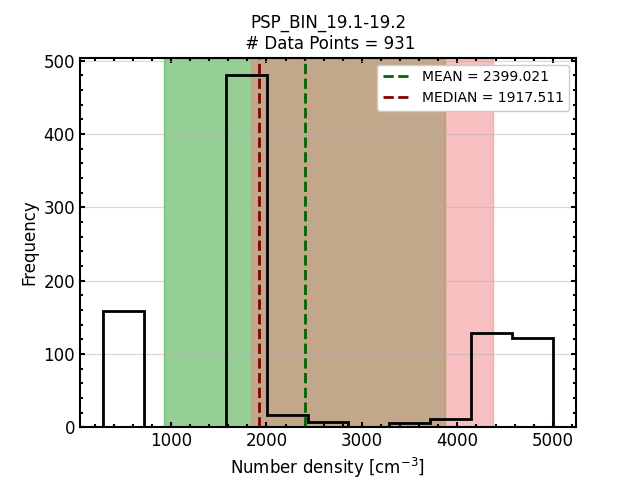 PSP_BIN_19.1-19.2
# Data Points = 931
MEAN = 2399.021
MEDIAN = 1917.511
500
400
300
200
100
0
Frequency
1000 2000 3000 4000 5000
Number density [cm⁻³]